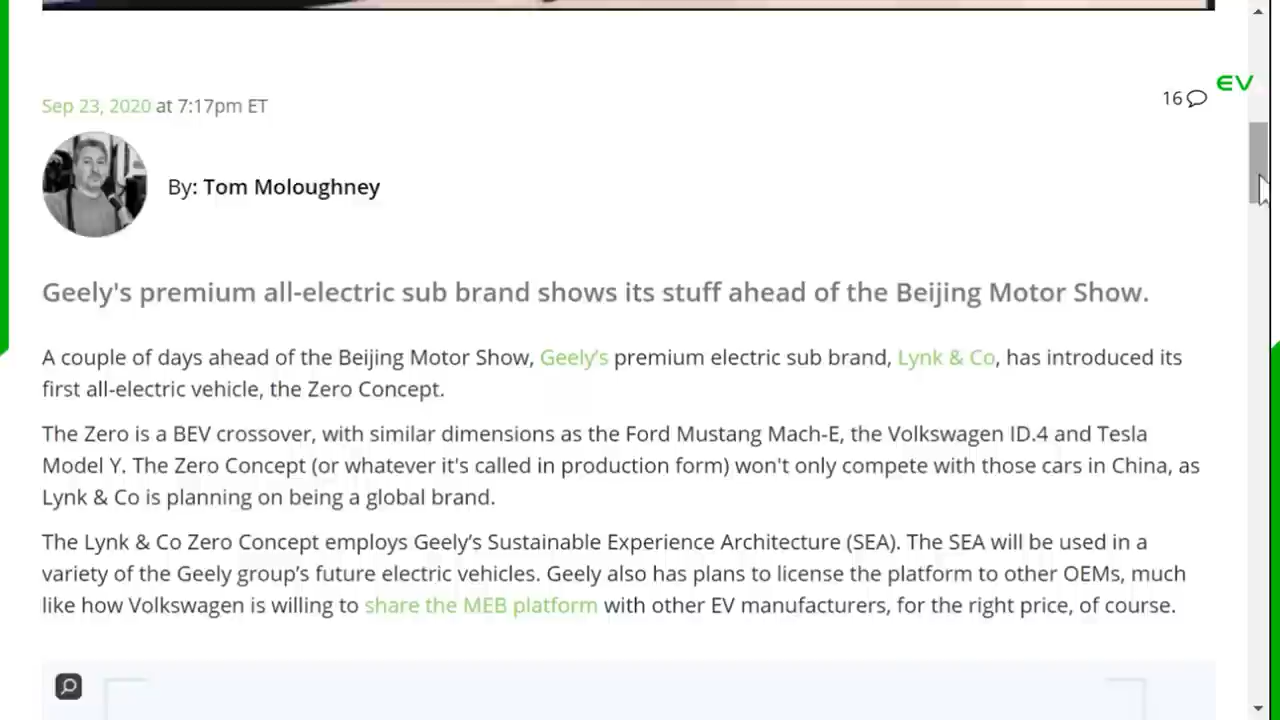 Sep 23, 2020 at 7:17pm ET
16
EV
By: Tom Moloughney
Geely's premium all-electric sub brand shows its stuff ahead of the Beijing Motor Show.
A couple of days ahead of the Beijing Motor Show, Geely's premium electric sub brand, Lynk & Co, has introduced its
first all-electric vehicle, the Zero Concept.
The Zero is a BEV crossover, with similar dimensions as the Ford Mustang Mach-E, the Volkswagen ID.4 and Tesla
Model Y. The Zero Concept (or whatever it's called in production form) won't only compete with those cars in China, as
Lynk & Co is planning on being a global brand.
The Lynk & Co Zero Concept employs Geely’s Sustainable Experience Architecture (SEA). The SEA will be used in a
variety of the Geely group’s future electric vehicles. Geely also has plans to license the platform to other OEMs, much
like how Volkswagen is willing to share the MEB platform with other EV manufacturers, for the right price, of course.